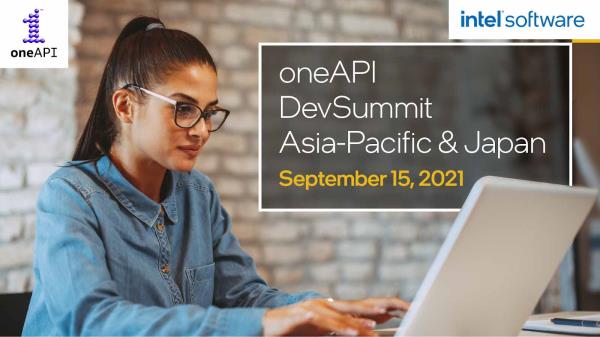 oneAPI
intel software
oneAPI
DevSummit
Asia-Pacific & Japan
September 15, 2021